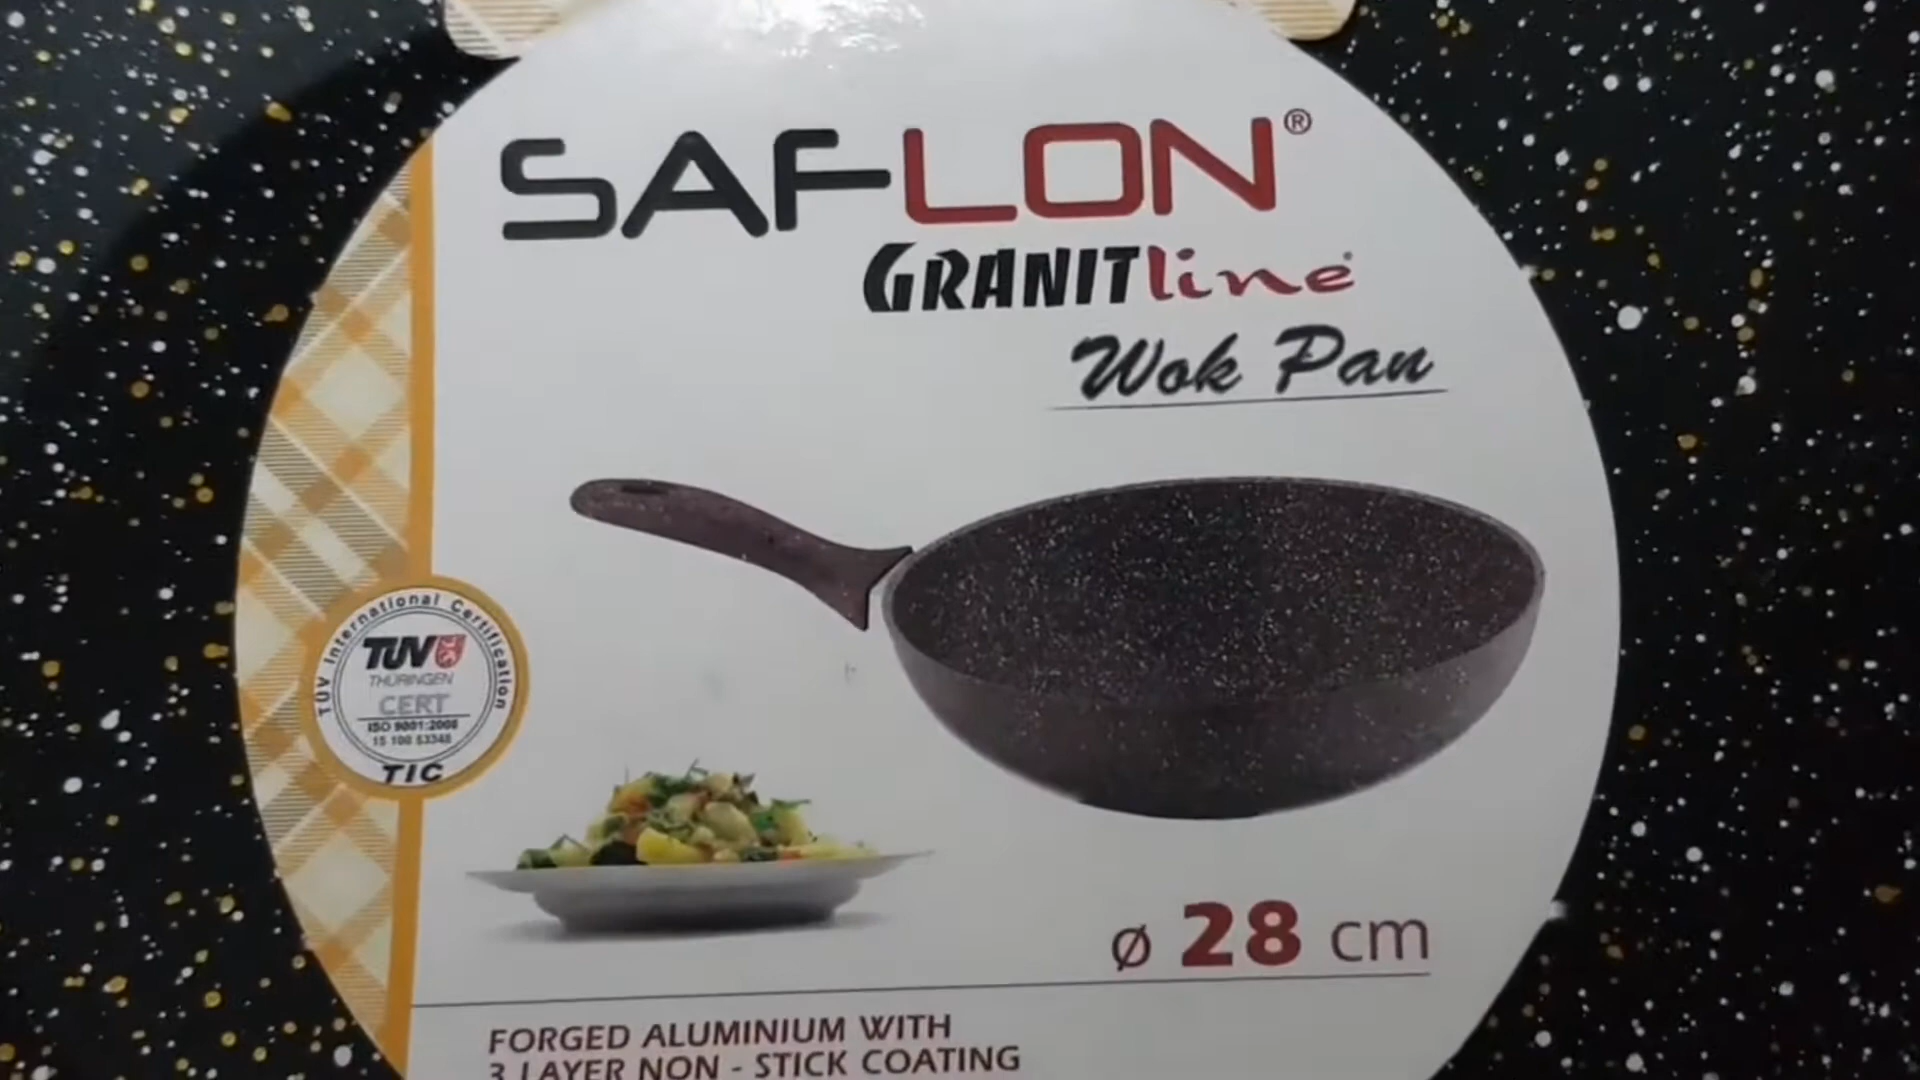 SAFLON®
GRANITline
Wok Pan
TÜV International Certification
TÜV
THÜRINGEN
CERT
ISO 9001:2008
15 100 53348
TIC
ø 28 cm
FORGED ALUMINIUM WITH
3 LAYER NON - STICK COATING